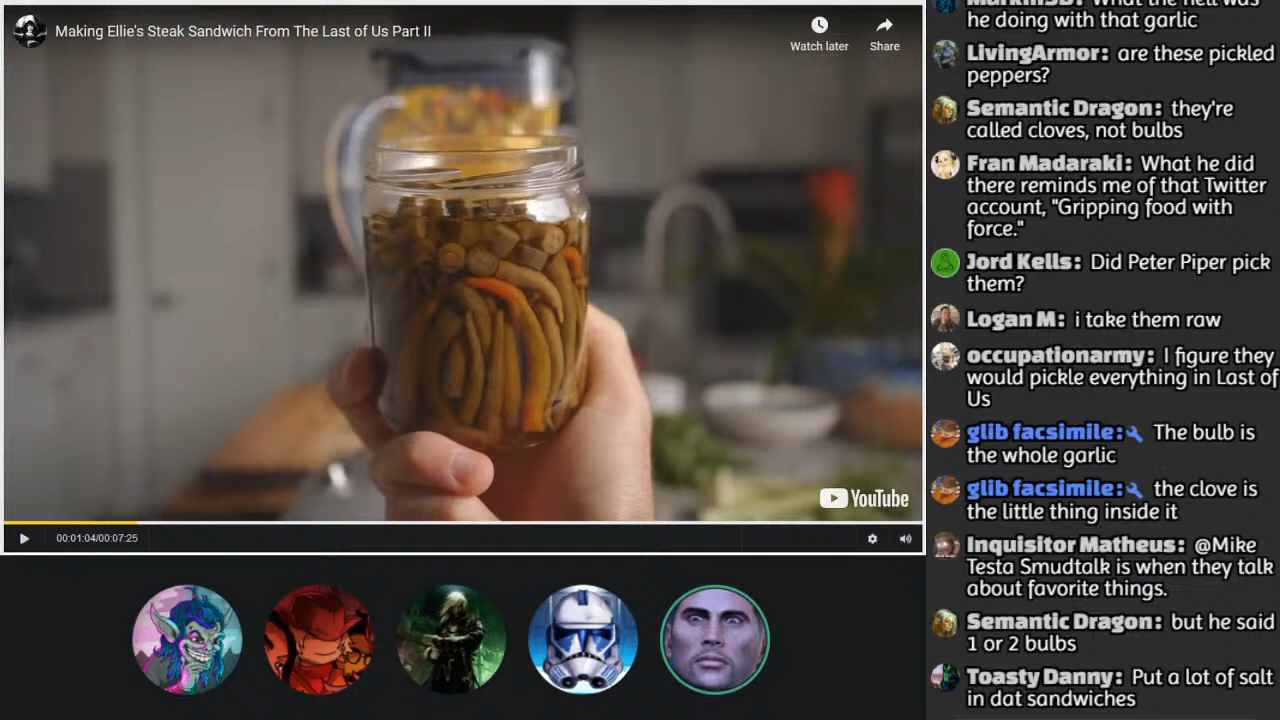 Making Ellie's Steak Sandwich From The Last of Us Part II
Watch later
Share
YouTube
00:01:04/00:07:25
he doing with that garlic
LivingArmor: are these pickled
peppers?
Semantic Dragon: they're
called cloves, not bulbs
Fran Madaraki: What he did
there reminds me of that Twitter
account, "Gripping food with
force."
Jord Kells: Did Peter Piper pick
them?
Logan M: i take them raw
occupationarmy: I figure they
would pickle everything in Last of
Us
glib facsimile: The bulb is
the whole garlic
glib facsimile: the clove is
the little thing inside it
Inquisitor Matheus: @Mike
Testa Smudtalk is when they talk
about favorite things.
Semantic Dragon: but he said
1 or 2 bulbs
Toasty Danny: Put a lot of salt
in dat sandwiches